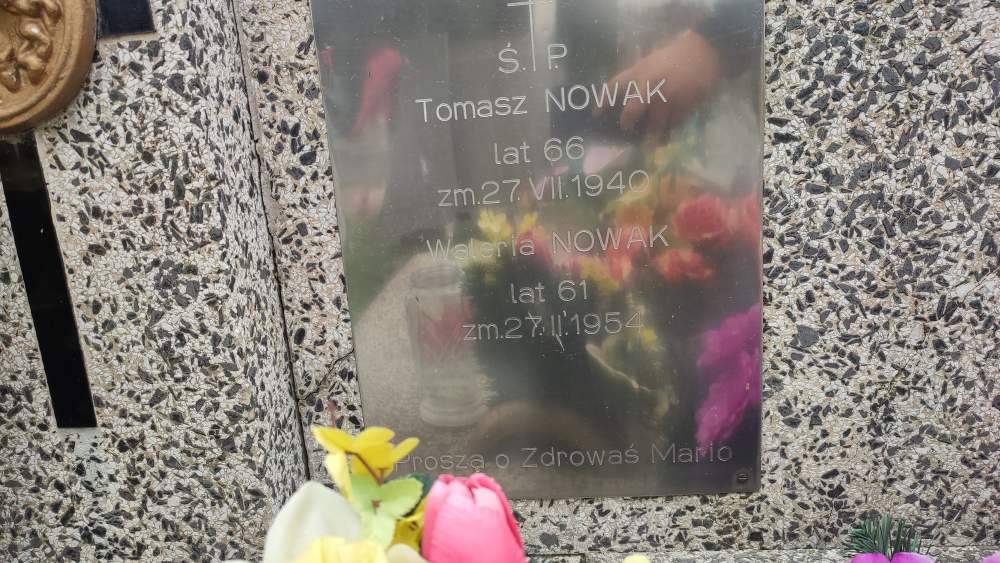 Ś.P.
Tomasz NOWAK
lat 66
zm.27.VII.1940
Waleria NOWAK
lat 61
zm.27.II.1954
Proszą o Zdrowaś Mario